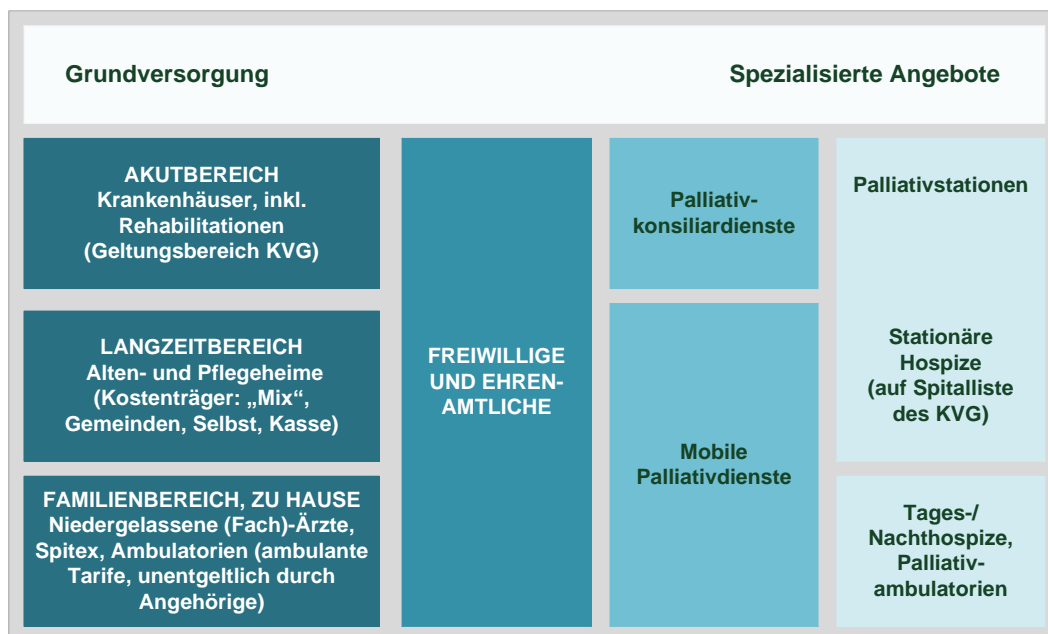 Grundversorgung
Spezialisierte Angebote
AKUTBEREICH
Krankenhäuser, inkl.
Rehabilitationen
(Geltungsbereich KVG)
LANGZEITBEREICH
Alten- und Pflegeheime
(Kostenträger: „Mix“,
Gemeinden, Selbst, Kasse)
FAMILIENBEREICH, ZU HAUSE
Niedergelassene (Fach)-Ärzte,
Spitex, Ambulatorien (ambulante
Tarife, unentgeltlich durch
Angehörige)
FREIWILLIGE
UND EHREN-
AMTLICHE
Palliativ-
konsiliardienste
Mobile
Palliativdienste
Palliativstationen
Stationäre
Hospize
(auf Spitalliste
des KVG)
Tages-/
Nachthospize,
Palliativ-
ambulatorien